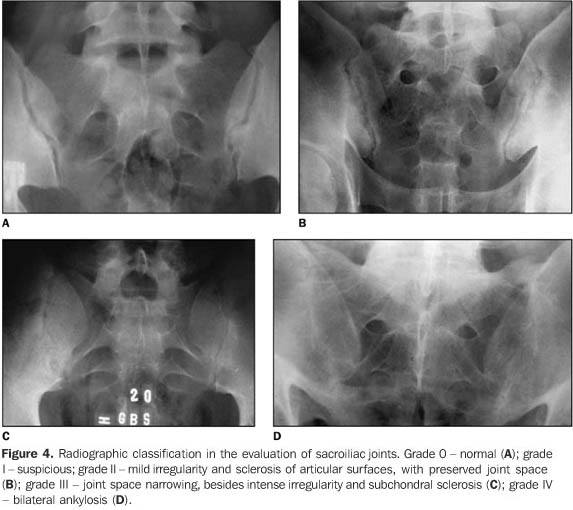 A
B
20
H GBS
C
D
Figure 4. Radiographic classification in the evaluation of sacroiliac joints. Grade 0 – normal (A); grade
I – suspicious; grade II – mild irregularity and sclerosis of articular surfaces, with preserved joint space
(B); grade III – joint space narrowing, besides intense irregularity and subchondral sclerosis (C); grade IV
– bilateral ankylosis (D).